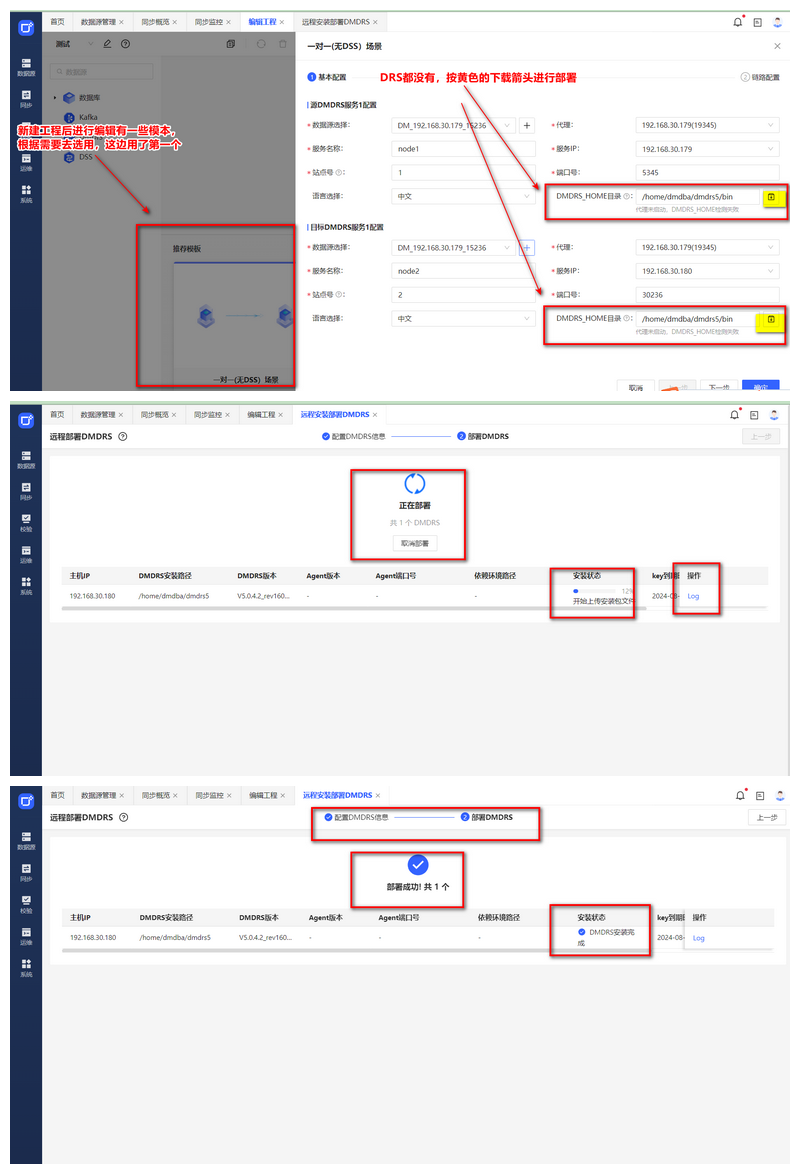 首页 数据源管理 × 同步概览 × 同步监控 × 编辑工程 × 远程安装部署DMDRS ×
测试
数据源
数据源
同步
运维
系统
数据库
Kafka
DSS
新建工程后进行编辑有一些模本，
根据需要去选用，这边用了第一个
推荐模板
一对一(无DSS) 场景
一对一(无DSS) 场景 ×
1 基本配置
2 链路配置
DRS都没有，按黄色的下载箭头进行部署
源DMDRS服务1配置
* 数据源选择: DM_192.168.30.179_15236 + * 代理: 192.168.30.179(19345)
* 服务名称: node1 * 服务IP: 192.168.30.179
* 站点号 : 1 * 端口号: 5345
语言选择: 中文 DMDRS_HOME目录 : /home/dmdba/dmdrs5/bin
代理未启动，DMDRS_HOME检测失败
目标DMDRS服务1配置
* 数据源选择: DM_192.168.30.179_15236 + * 代理: 192.168.30.179(19345)
* 服务名称: node2 * 服务IP: 192.168.30.180
* 站点号 : 2 * 端口号: 30236
语言选择: 中文 DMDRS_HOME目录 : /home/dmdba/dmdrs5/bin
代理未启动，DMDRS_HOME检测失败
取消 下一步 确定
首页 数据源管理 × 同步概览 × 同步监控 × 编辑工程 × 远程安装部署DMDRS ×
远程部署DMDRS
配置DMDRS信息 2 部署DMDRS
上一步
数据源
同步
校验
运维
系统
正在部署
共 1 个 DMDRS
取消部署
主机IP DMDRS安装路径 DMDRS版本 Agent版本 Agent端口号 依赖环境路径 安装状态 key到期 操作
192.168.30.180 /home/dmdba/dmdrs5 V5.0.4.2_rev160... - - - 12% 2024-08- Log
开始上传安装包文件
首页 数据源管理 × 同步概览 × 同步监控 × 编辑工程 × 远程安装部署DMDRS ×
远程部署DMDRS
配置DMDRS信息 2 部署DMDRS
上一步
数据源
同步
校验
运维
系统
部署成功! 共 1 个
主机IP DMDRS安装路径 DMDRS版本 Agent版本 Agent端口号 依赖环境路径 安装状态 key到期 操作
192.168.30.180 /home/dmdba/dmdrs5 V5.0.4.2_rev160... - - - DMDRS安装完成 2024-08- Log